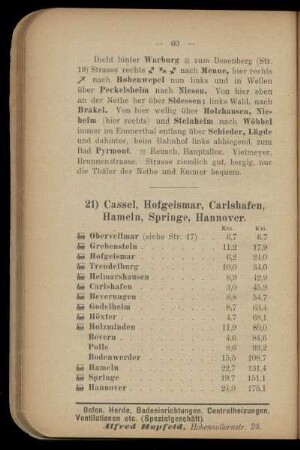 — 60 —
Dicht hinter Warburg zum Desenberg (Str.
19) Strasse rechts nach Menne, hier rechts
nach Hohenwepel nun links und in Welten
über Peckelsheim nach Niesen. Von hier eben
an der Nethe her über Siddessen; links Wald, nach
Brakel. Von hier wellig über Holzhausen, Nie-
heim (hier rechts) und Steinheim nach Wöbbel
immer im Emmerthal entlang über Schieder, Lügde
und dahinter, beim Bahnhof links abbiegend, zum
Bad Pyrmont. Reusch, Hauptallee. Vietmeyer,
Brunnenstrasse. Strasse ziemlich gut, bergig, nur
die Thäler der Nethe und Emmer bequem.
21) Cassel, Hofgeismar, Carlshafen,
Hameln, Springe, Hannover.
Km. Km.
Obervellmar (siehe Str. 17) . 6,7 6,7
Grebenstein . . . . 11,2 17,9
Hofgeismar . . . . 6,2 24,0
Trendelburg . . . . 10,0 34,0
Helmarshausen . . . . 8,9 42,9
Carlshafen . . . . 3,0 45,9
Beverungen . . . . 8,8 54,7
Godelheim . . . . 8,7 63,4
Höxter . . . . 4,7 68,1
Holzminden . . . . 11,9 80,0
Bevern . . . . 4,6 84,6
Polle . . . . 8,6 93,2
Bodenwerder . . . . 15,5 108,7
Hameln . . . . 22,7 131,4
Springe . . . . 19,7 151,1
Hannover . . . . 24,0 175,1
Oefen, Herde, Badeeinrichtungen, Centralheizungen,
Ventilationen etc. (Spezialgeschäft)
Alfred Hupfeld, Hohenzollernstr. 25.